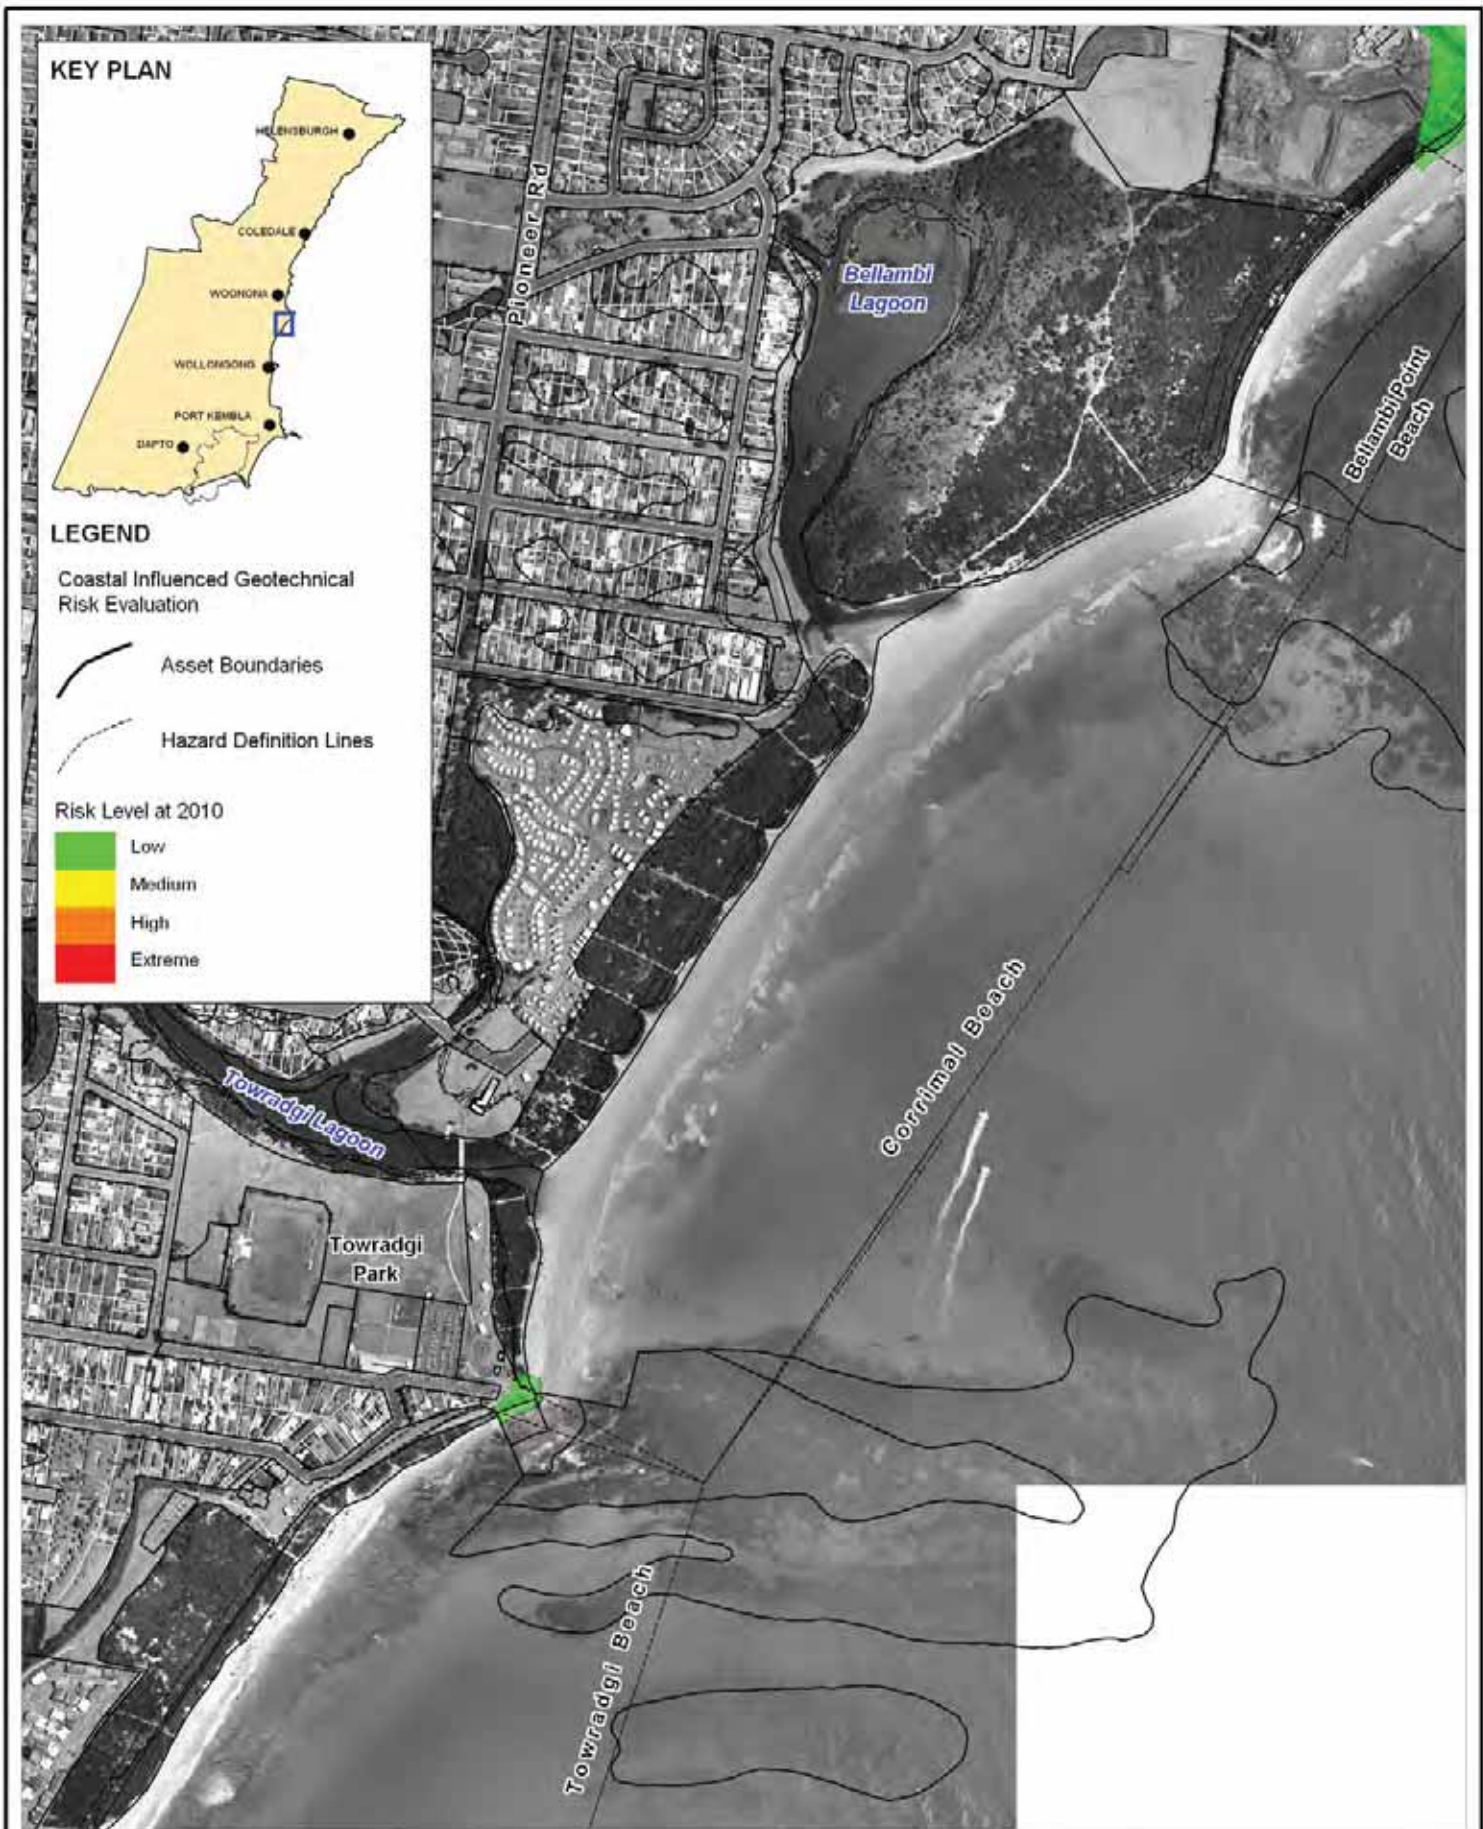 KEY PLAN
HELENSBURGH
COLEDALE
WOONONA
WOLLONGONG
PORT KEMBLA
DAPTO
LEGEND
Coastal Influenced Geotechnical
Risk Evaluation
Asset Boundaries
Hazard Definition Lines
Risk Level at 2010
Low
Medium
High
Extreme
Pioneer Rd
Bellambi
Lagoon
Bellambi Point
Beach
Corrimal Beach
Towradgi Lagoon
Towradgi
Park
Towradgi Beach